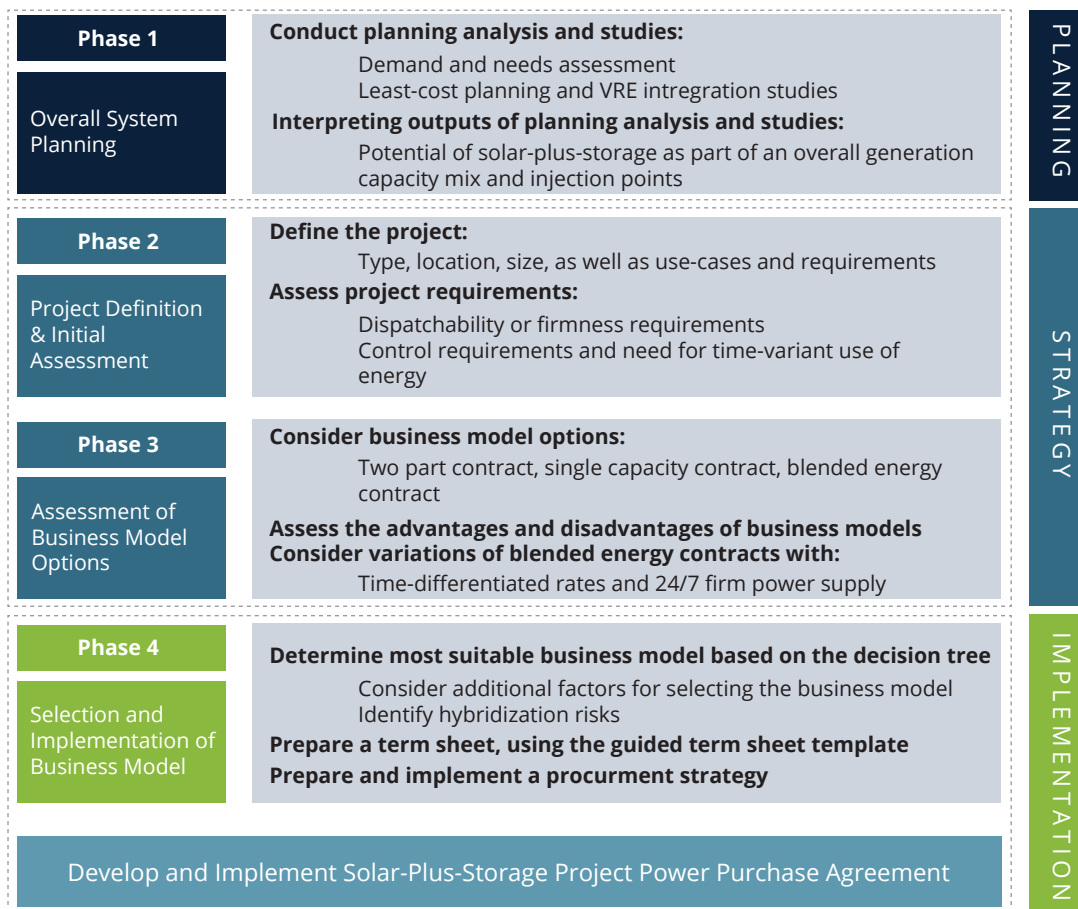 Phase 1
Overall System
Planning
Conduct planning analysis and studies:
Demand and needs assessment
Least-cost planning and VRE intregration studies
Interpreting outputs of planning analysis and studies:
Potential of solar-plus-storage as part of an overall generation
capacity mix and injection points
PLANNING
Phase 2
Project Definition
& Initial
Assessment
Define the project:
Type, location, size, as well as use-cases and requirements
Assess project requirements:
Dispatchability or firmness requirements
Control requirements and need for time-variant use of
energy
STRATEGY
Phase 3
Assessment of
Business Model
Options
Consider business model options:
Two part contract, single capacity contract, blended energy
contract
Assess the advantages and disadvantages of business models
Consider variations of blended energy contracts with:
Time-differentiated rates and 24/7 firm power supply
Phase 4
Selection and
Implementation of
Business Model
Determine most suitable business model based on the decision tree
Consider additional factors for selecting the business model
Identify hybridization risks
Prepare a term sheet, using the guided term sheet template
Prepare and implement a procurment strategy
IMPLEMENTATION
Develop and Implement Solar-Plus-Storage Project Power Purchase Agreement